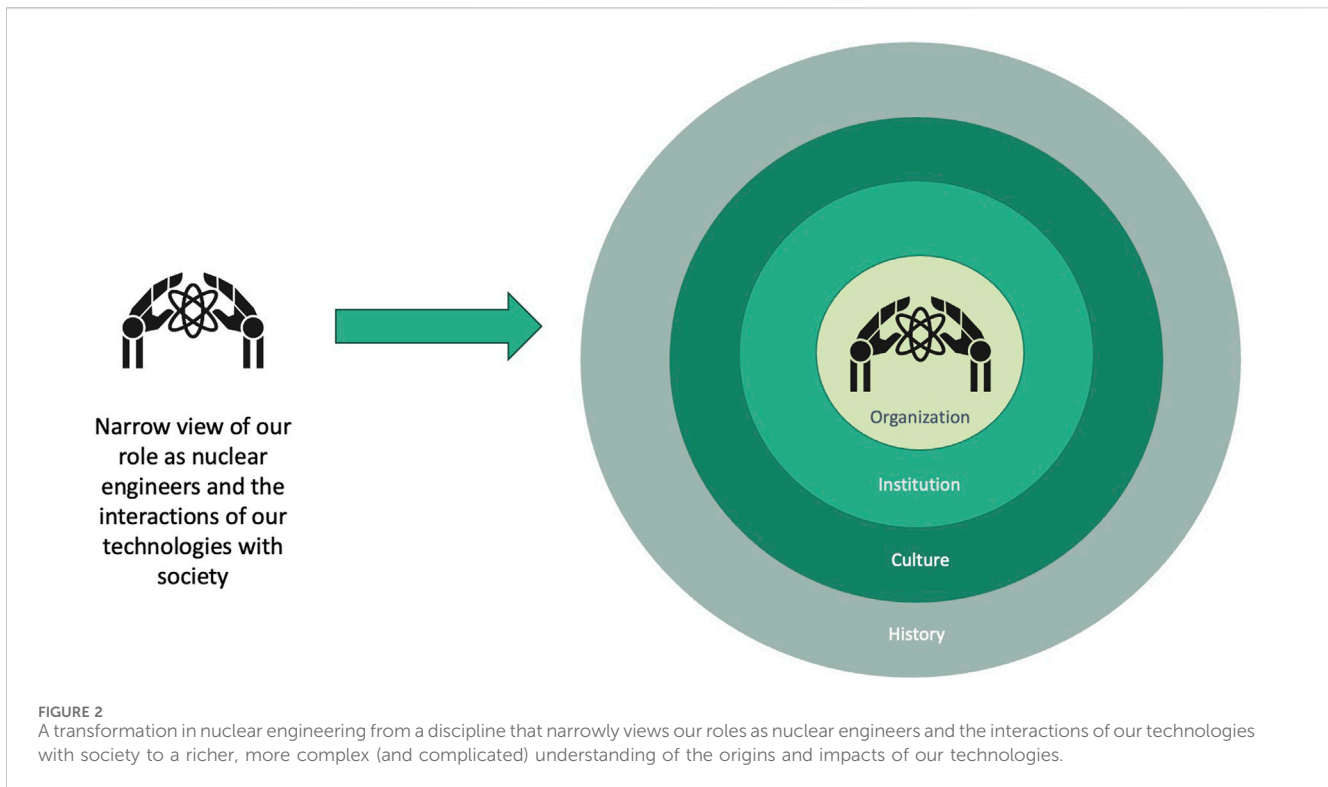 Narrow view of our
role as nuclear
engineers and the
interactions of our
technologies with
society
Organization
Institution
Culture
History
FIGURE 2
A transformation in nuclear engineering from a discipline that narrowly views our roles as nuclear engineers and the interactions of our technologies
with society to a richer, more complex (and complicated) understanding of the origins and impacts of our technologies.